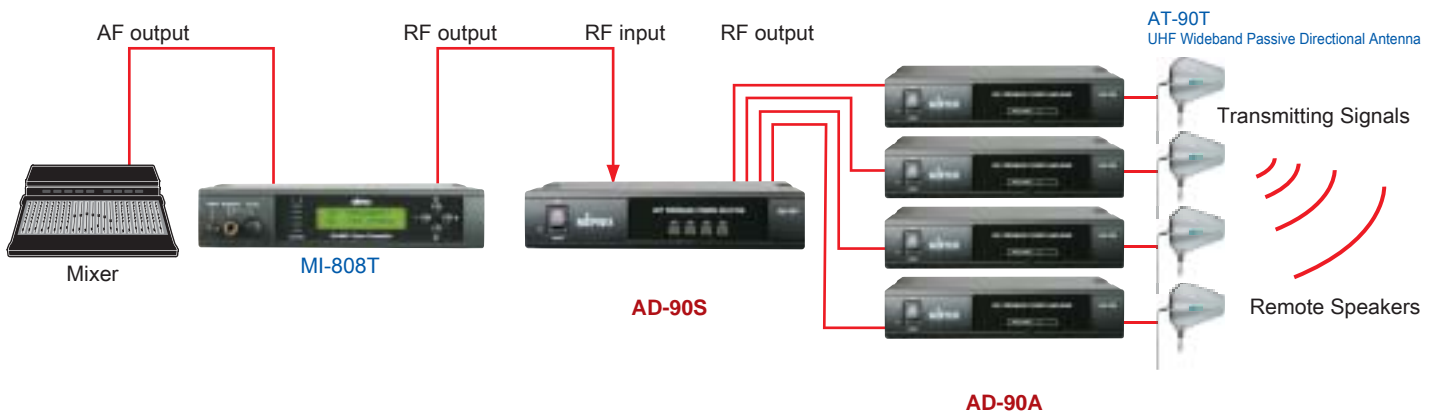 AF output
RF output
RF input
RF output
AT-90T
UHF Wideband Passive Directional Antenna
Transmitting Signals
Mixer
MI-808T
AD-90S
Remote Speakers
AD-90A